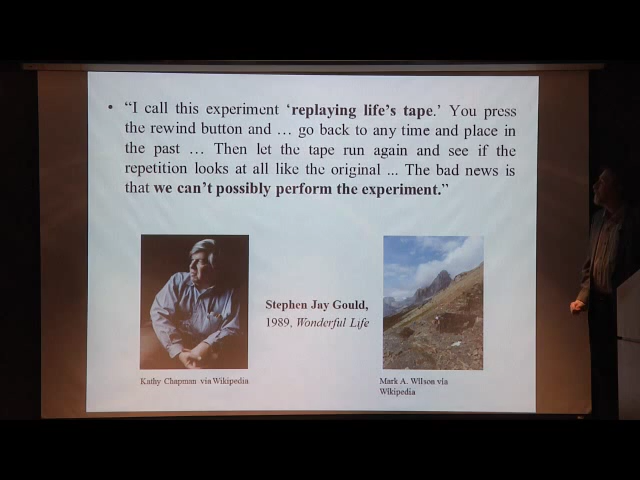 • “I call this experiment ‘replaying life’s tape.’ You press
the rewind button and … go back to any time and place in
the past … Then let the tape run again and see if the
repetition looks at all like the original ... The bad news is
that we can’t possibly perform the experiment.”
Stephen Jay Gould,
1989, Wonderful Life
Kathy Chapman via Wikipedia
Mark A. Wilson via
Wikipedia